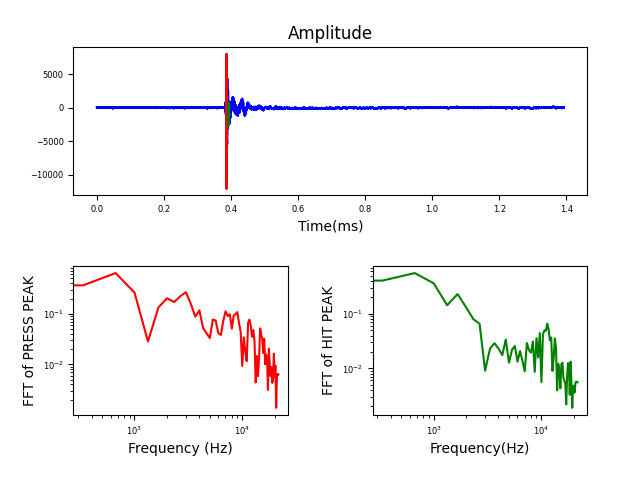 Amplitude
5000
0
−5000
−10000
0.0 0.2 0.4 0.6 0.8 1.0 1.2 1.4
Time(ms)
FFT of PRESS PEAK
10⁻¹
10⁻²
10³ 10⁴
Frequency (Hz)
FFT of HIT PEAK
10⁻¹
10⁻²
10³ 10⁴
Frequency(Hz)